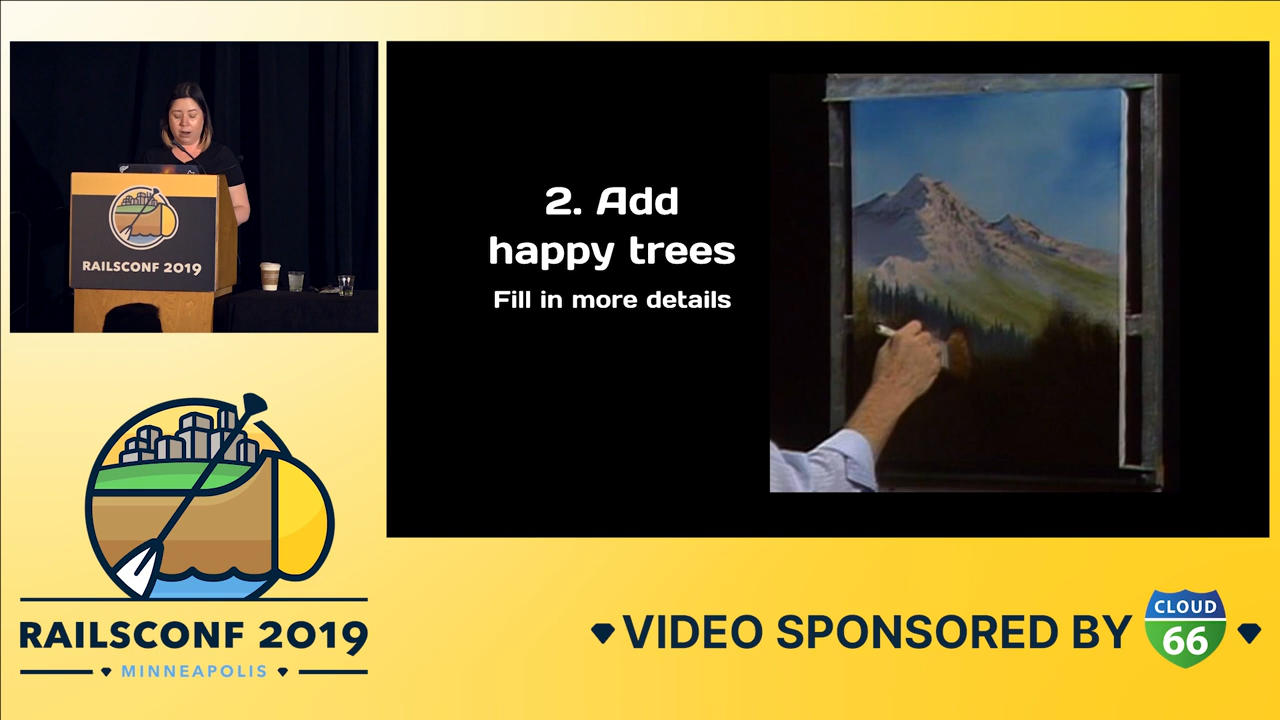 RAILSCONF 2019
2. Add
happy trees
Fill in more details
RAILSCONF 2019
MINNEAPOLIS
VIDEO SPONSORED BY
CLOUD
66